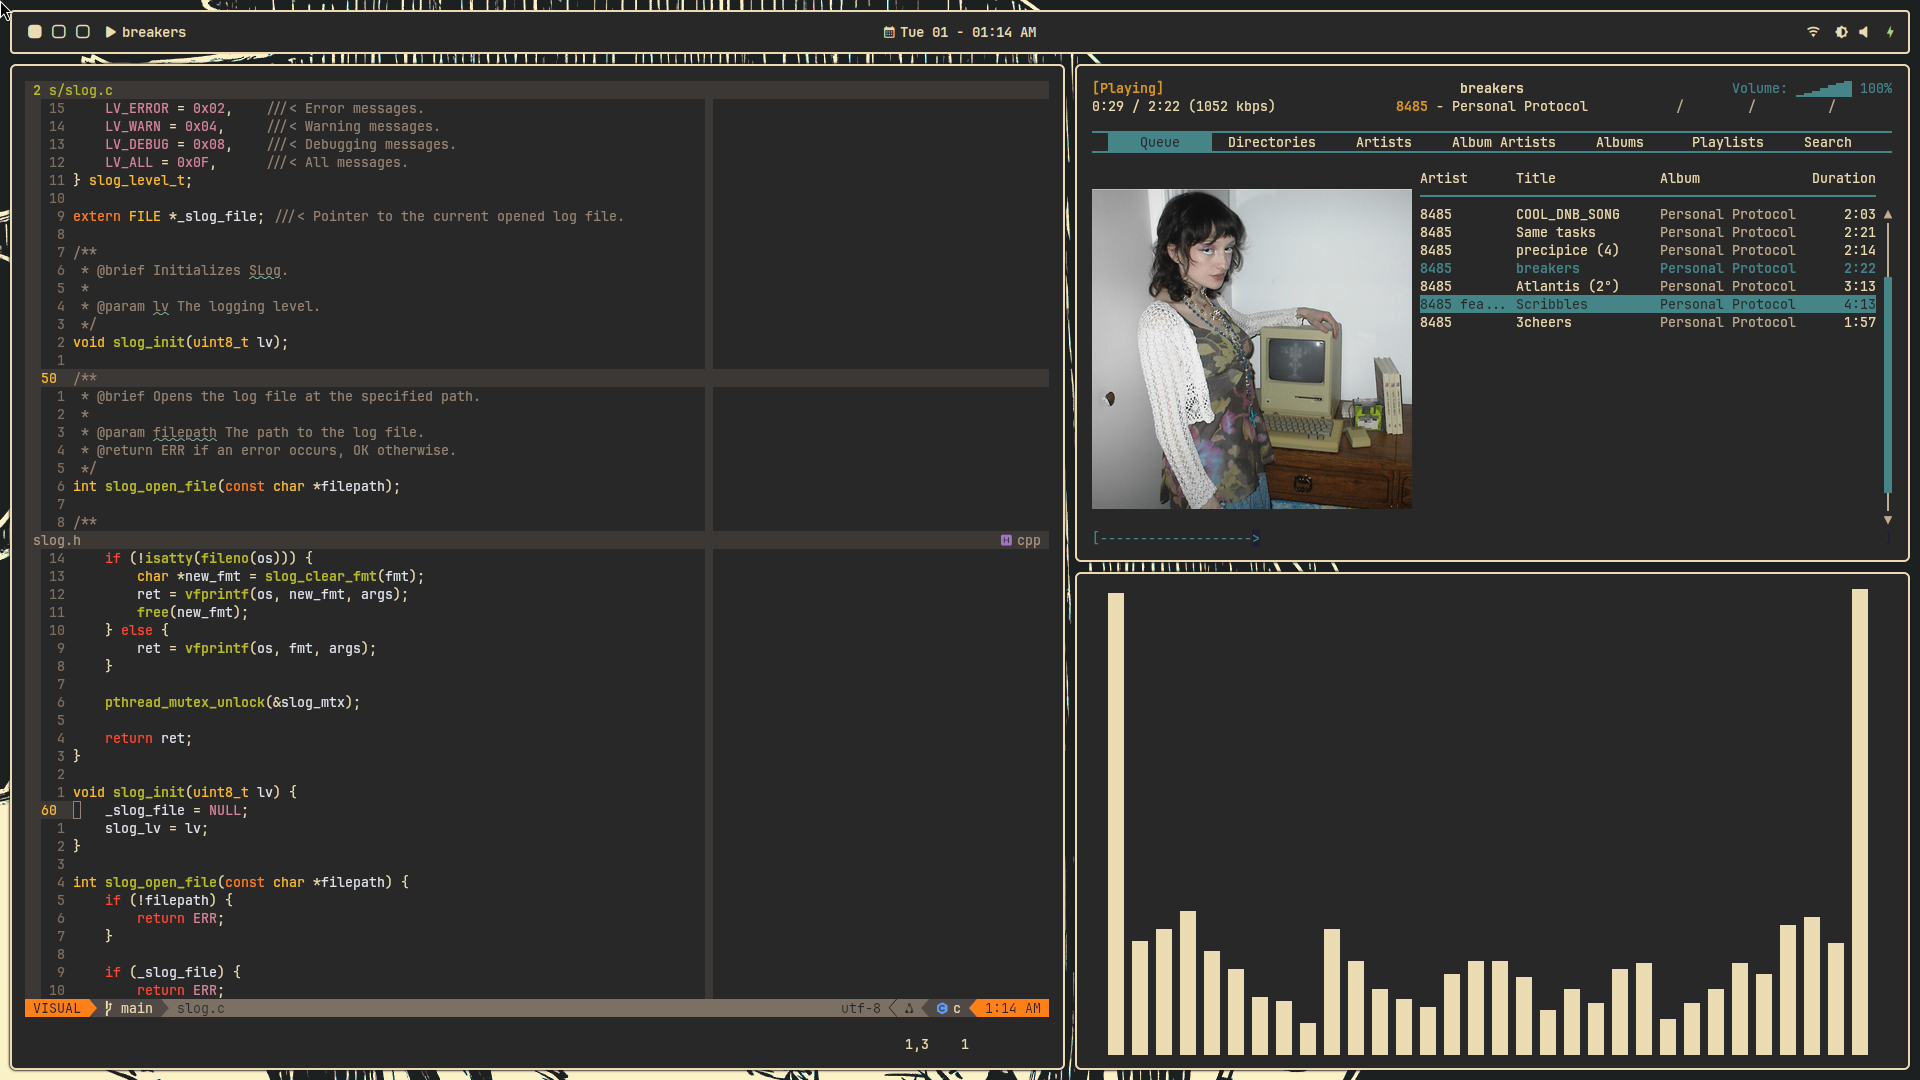 breakers
Tue 01 - 01:14 AM
2 s/slog.c
15     LV_ERROR = 0x02,     ///< Error messages.
14     LV_WARN = 0x04,      ///< Warning messages.
13     LV_DEBUG = 0x08,     ///< Debugging messages.
12     LV_ALL = 0x0F,       ///< All messages.
11 } slog_level_t;
10
9 extern FILE *_slog_file; ///< Pointer to the current opened log file.
8
7 /**
6  * @brief Initializes SLog.
5  *
4  * @param lv The logging level.
3  */
2 void slog_init(uint8_t lv);
1
50 /**
1  * @brief Opens the log file at the specified path.
2  *
3  * @param filepath The path to the log file.
4  * @return ERR if an error occurs, OK otherwise.
5  */
6 int slog_open_file(const char *filepath);
7
8 /**
slog.h H cpp
14     if (!isatty(fileno(os))) {
13         char *new_fmt = slog_clear_fmt(fmt);
12         ret = vfprintf(os, new_fmt, args);
11         free(new_fmt);
10     } else {
9         ret = vfprintf(os, fmt, args);
8     }
7
6     pthread_mutex_unlock(&slog_mtx);
5
4     return ret;
3 }
2
1 void slog_init(uint8_t lv) {
60     _slog_file = NULL;
1     slog_lv = lv;
2 }
3
4 int slog_open_file(const char *filepath) {
5     if (!filepath) {
6         return ERR;
7     }
8
9     if (_slog_file) {
10         return ERR;
VISUAL main slog.c utf-8 C c 1:14 AM
1,3    1
[Playing] breakers Volume: 100%
0:29 / 2:22 (1052 kbps) 8485 - Personal Protocol / / /
Queue Directories Artists Album Artists Albums Playlists Search
Artist Title Album Duration
8485 COOL_DNB_SONG Personal Protocol 2:03
8485 Same tasks Personal Protocol 2:21
8485 precipice (4) Personal Protocol 2:14
8485 breakers Personal Protocol 2:22
8485 Atlantis (2°) Personal Protocol 3:13
8485 fea... Scribbles Personal Protocol 4:13
8485 3cheers Personal Protocol 1:57
[------------------->